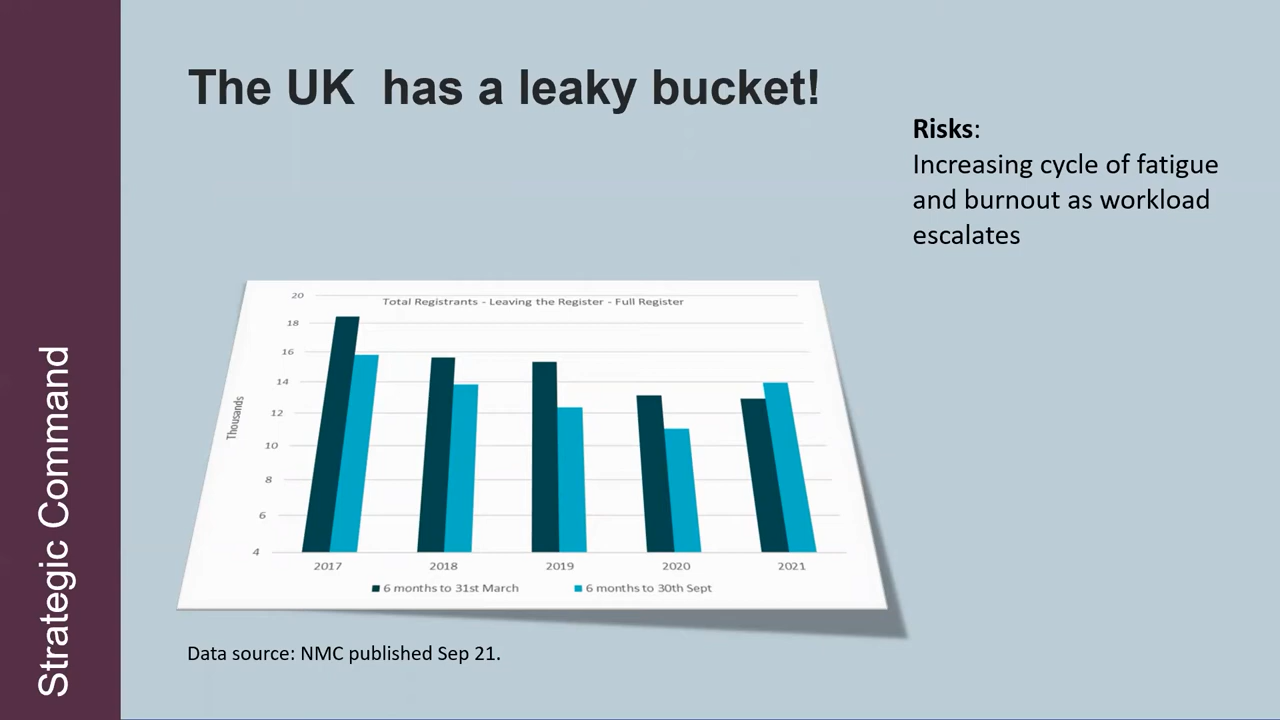 The UK  has a leaky bucket!
Risks:
Increasing cycle of fatigue
and burnout as workload
escalates
Total Registrants - Leaving the Register - Full Register
Thousands
20
18
16
14
12
10
8
6
4
2017
2018
2019
2020
2021
6 months to 31st March
6 months to 30th Sept
Data source: NMC published Sep 21.
Strategic Command